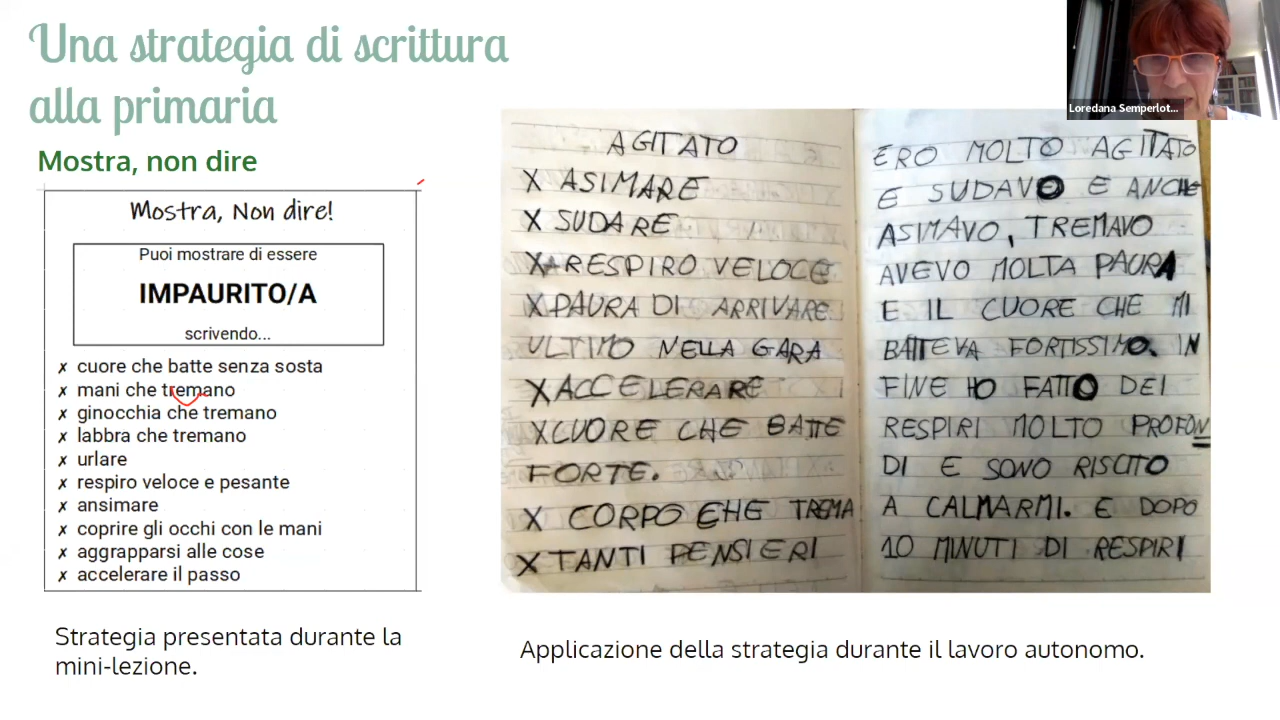 Una strategia di scrittura
alla primaria
Mostra, non dire
Mostra, Non dire!
Puoi mostrare di essere
IMPAURITO/A
scrivendo...
✗ cuore che batte senza sosta
✗ mani che tremano
✗ ginocchia che tremano
✗ labbra che tremano
✗ urlare
✗ respiro veloce e pesante
✗ ansimare
✗ coprire gli occhi con le mani
✗ aggrapparsi alle cose
✗ accelerare il passo
Strategia presentata durante la
mini-lezione.
AGITATO
X ASIMARE
X SUDARE
X RESPIRO VELOCE
X PAURA DI ARRIVARE
ULTIMO NELLA GARA
X ACCELERARE
X CUORE CHE BATTE
FORTE.
X CORPO CHE TREMA
X TANTI PENSIERI
ERO MOLTO AGITATO
E SUDAVO E ANCHE
ASIMAVO, TREMAVO
AVEVO MOLTA PAURA
E IL CUORE CHE MI
BATTEVA FORTISSIMO. IN
FINE HO FATTO DEI
RESPIRI MOLTO PROFON
DI E SONO RISCITO
A CALMARMI. E DOPO
10 MINUTI DI RESPIRI
Applicazione della strategia durante il lavoro autonomo.
Loredana Semperlot...